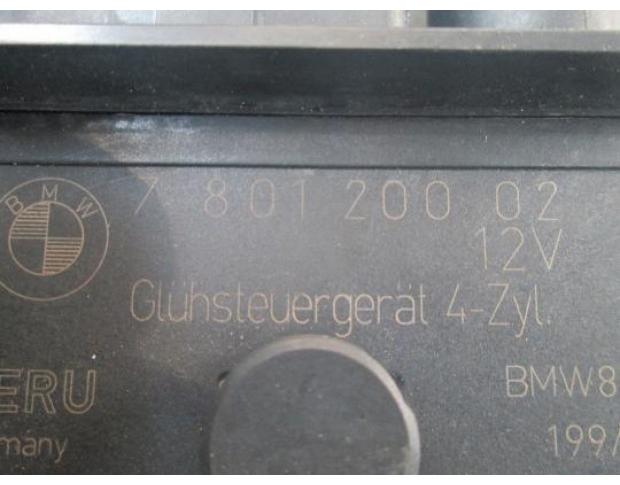 BMW
7 801 200 02
12V
Glühsteuergerät 4-Zyl.
ERU
BMW8
many
199/